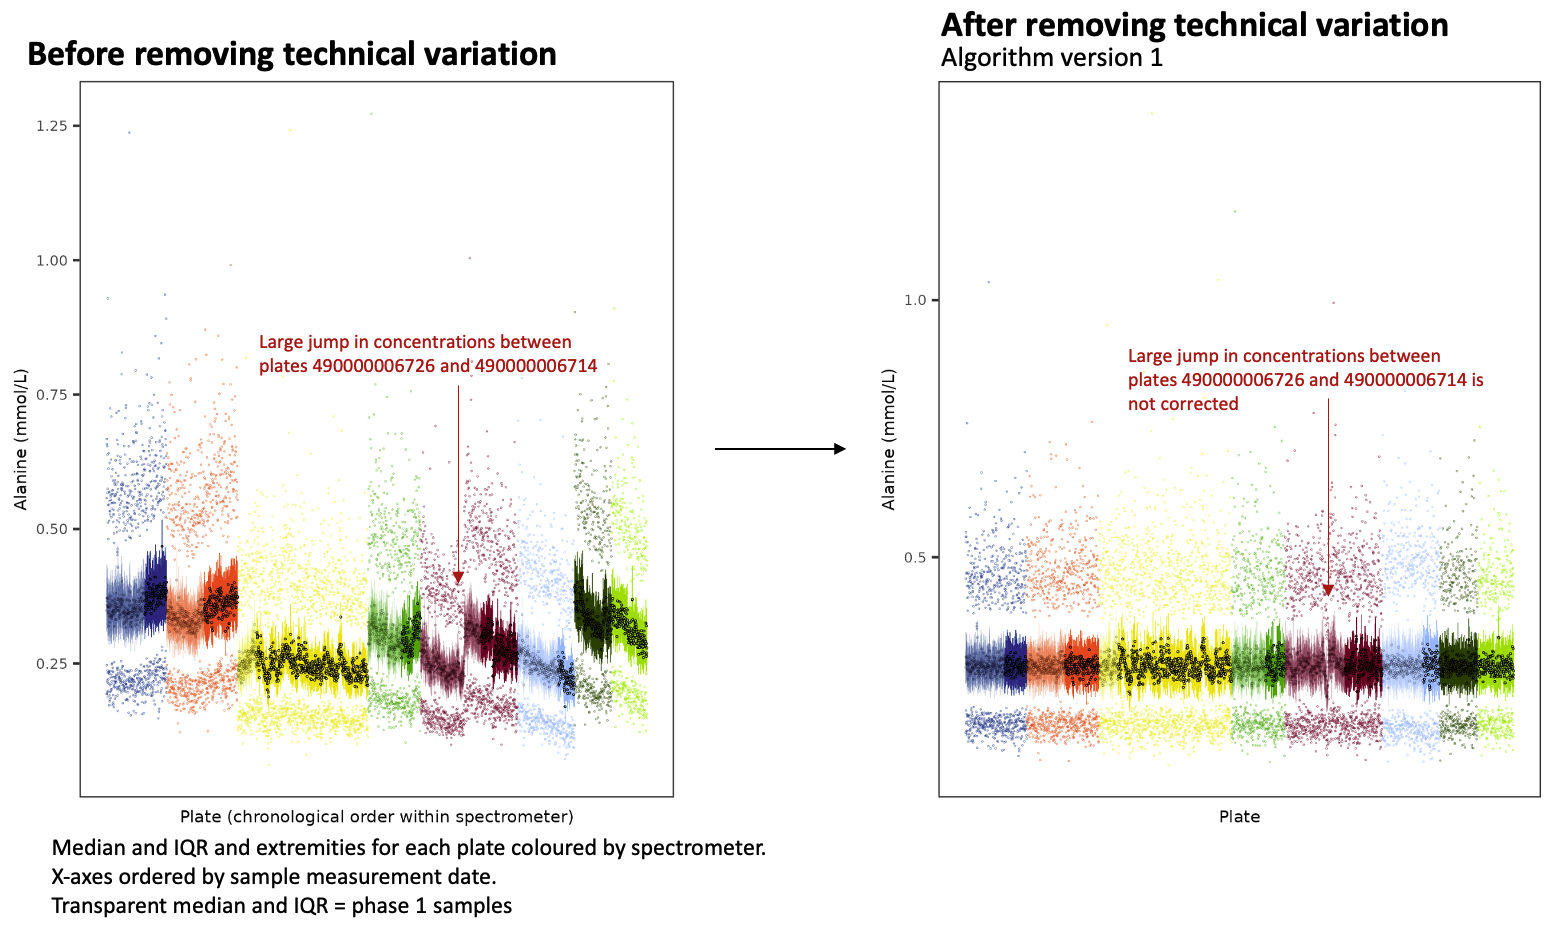 Before removing technical variation
After removing technical variation
Algorithm version 1
1.25
1.00
0.75
0.50
0.25
Alanine (mmol/L)
Large jump in concentrations between
plates 490000006726 and 490000006714
Plate (chronological order within spectrometer)
1.0
0.5
Alanine (mmol/L)
Large jump in concentrations between
plates 490000006726 and 490000006714 is
not corrected
Plate
Median and IQR and extremities for each plate coloured by spectrometer.
X-axes ordered by sample measurement date.
Transparent median and IQR = phase 1 samples